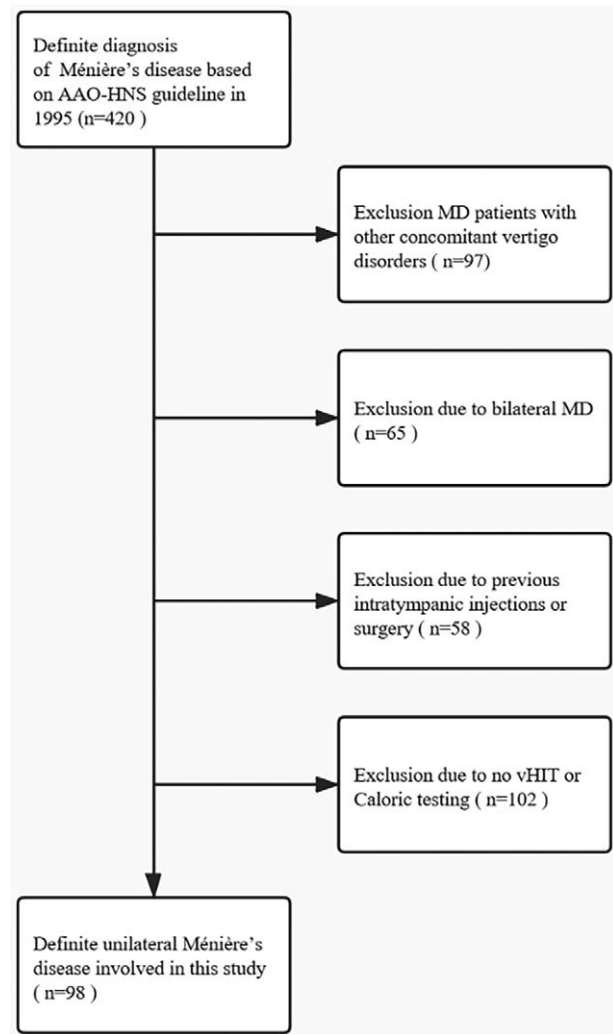 Definite diagnosis
of Ménière’s disease based
on AAO-HNS guideline in
1995 (n=420 )
Exclusion MD patients with
other concomitant vertigo
disorders ( n=97)
Exclusion due to bilateral MD
( n=65 )
Exclusion due to previous
intratympanic injections or
surgery ( n=58 )
Exclusion due to no vHIT or
Caloric testing ( n=102 )
Definite unilateral Ménière’s
disease involved in this study
( n=98 )